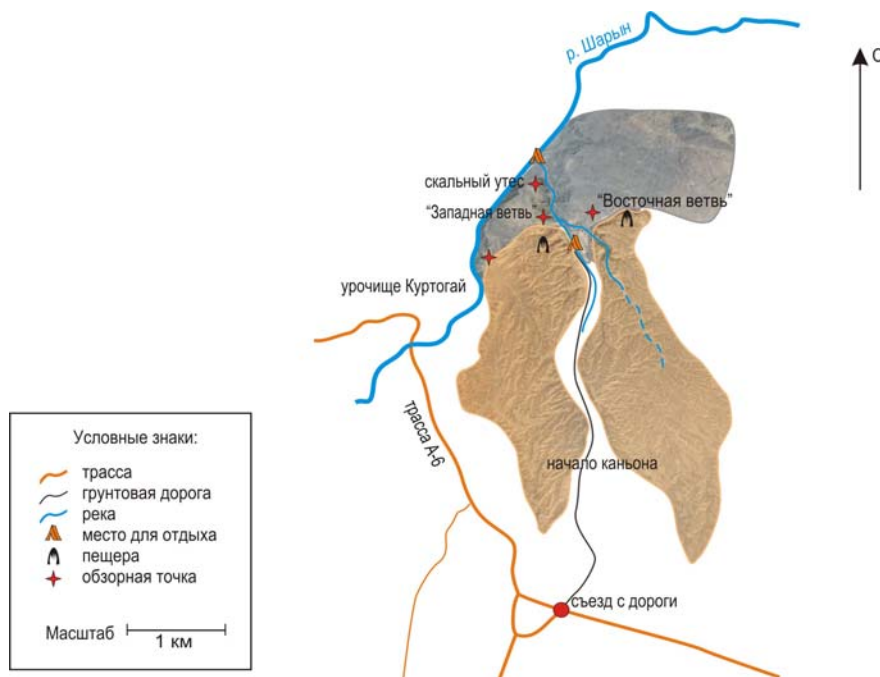 р. Шарын
С
скальный утес
"Западная ветвь"
"Восточная ветвь"
урочище Куртогай
трасса А-6
начало каньона
съезд с дороги
Условные знаки:
трасса
грунтовая дорога
река
место для отдыха
пещера
обзорная точка
Масштаб
1 км